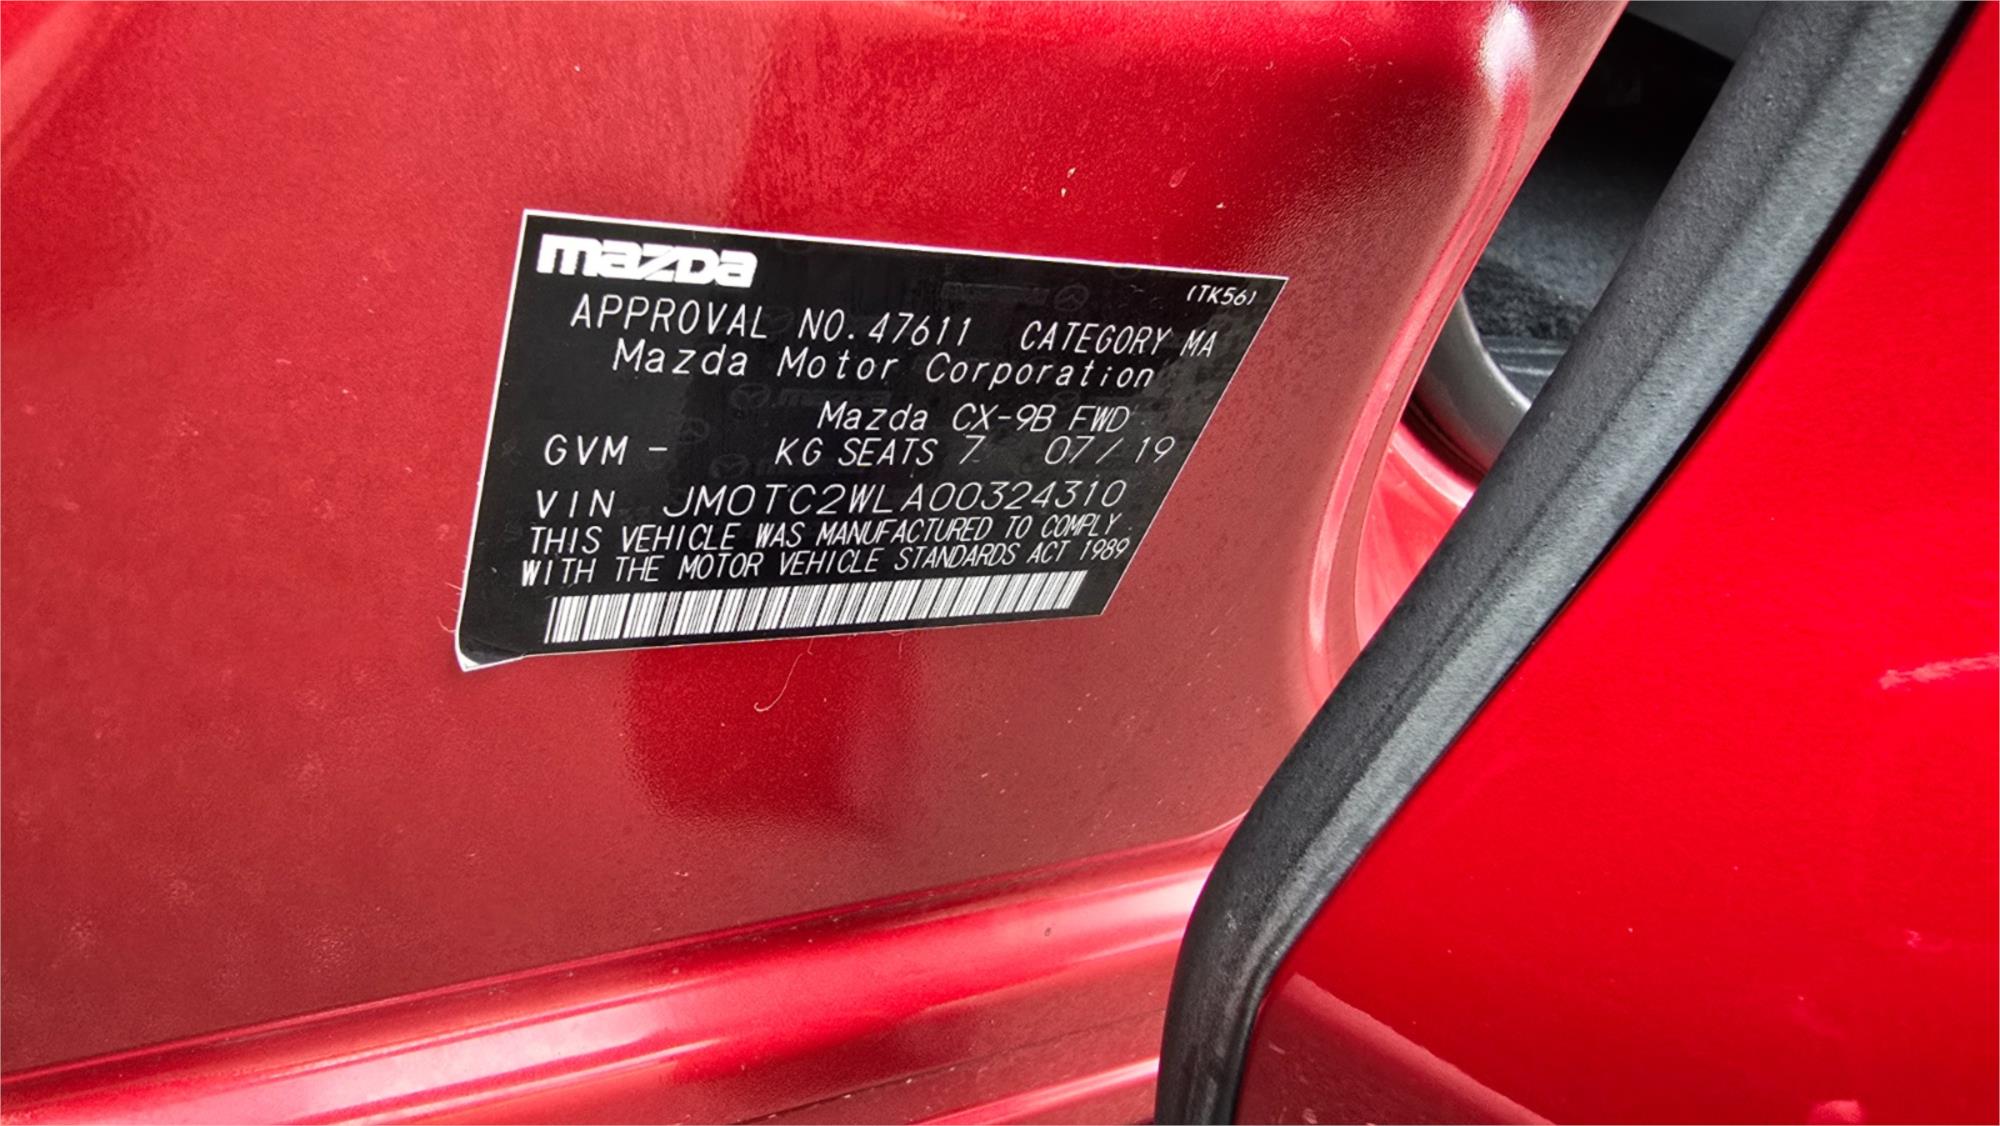 mazda
(TK56)
APPROVAL NO. 47611 CATEGORY MA
Mazda Motor Corporation
Mazda CX-9B FWD
GVM - KG SEATS 7 07/19
VIN JM0TC2WLA00324310
THIS VEHICLE WAS MANUFACTURED TO COMPLY
WITH THE MOTOR VEHICLE STANDARDS ACT 1989